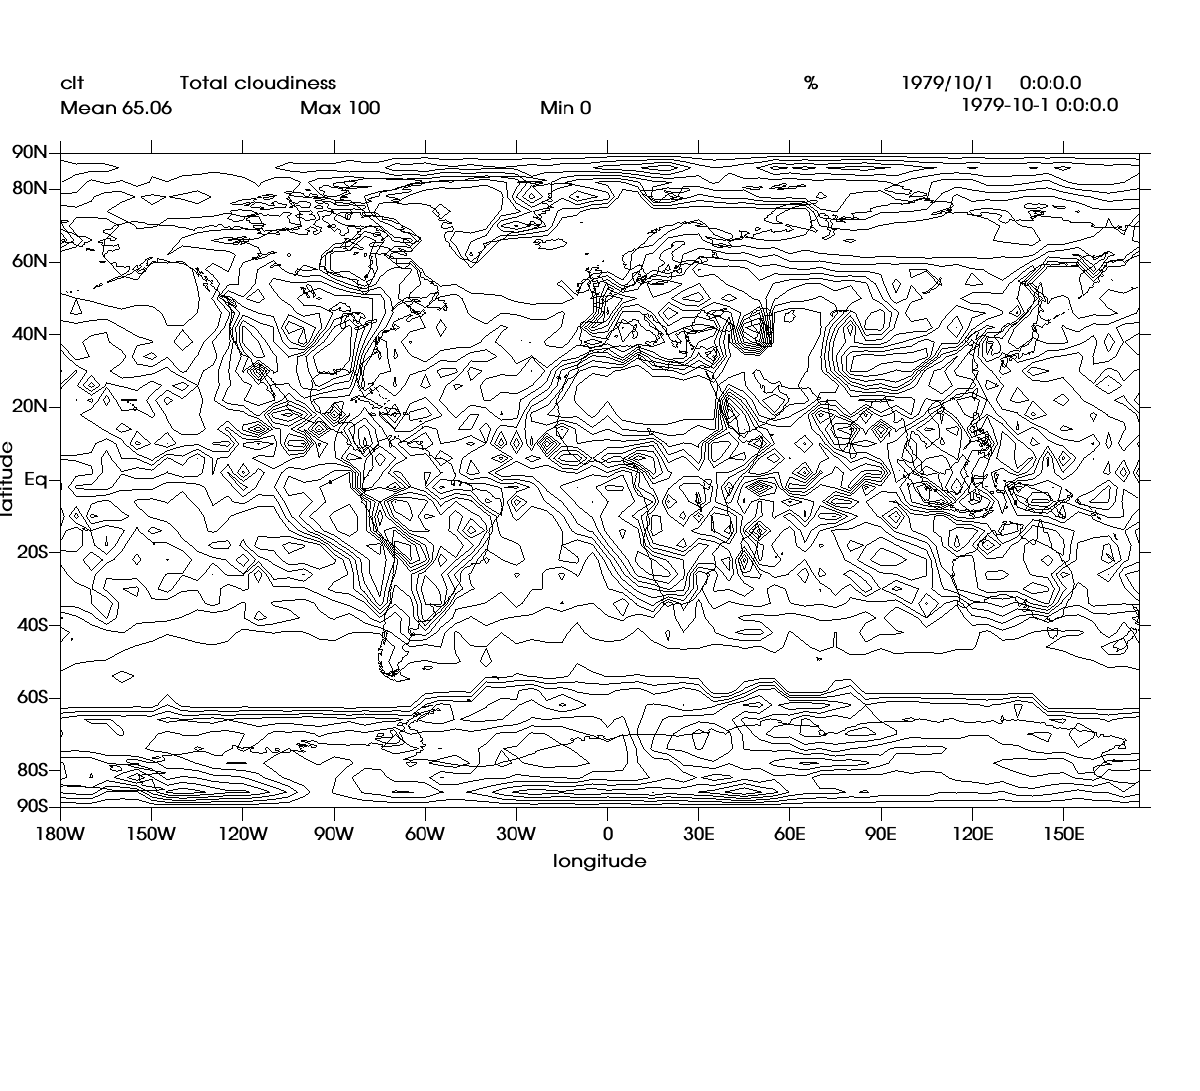 clt Total cloudiness % 1979/10/1 0:0:0.0
Mean 65.06 Max 100 Min 0 1979-10-1 0:0:0.0
90N
80N
60N
40N
20N
Eq
20S
40S
60S
80S
90S
latitude
180W 150W 120W 90W 60W 30W 0 30E 60E 90E 120E 150E
longitude